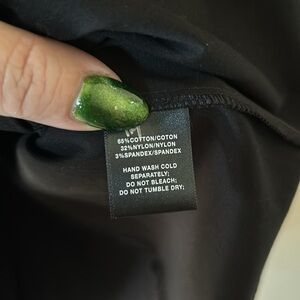 65%COTTON/COTON
32%NYLON/NYLON
3%SPANDEX/SPANDEX
HAND WASH COLD
SEPARATELY;
DO NOT BLEACH;
DO NOT TUMBLE DRY;